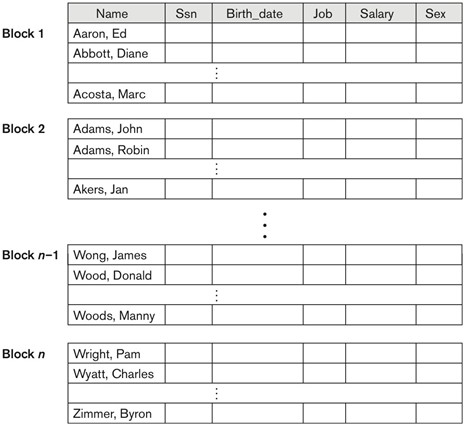 Name Ssn Birth_date Job Salary Sex
Block 1 Aaron, Ed
Abbott, Diane
⋮
Acosta, Marc
Block 2 Adams, John
Adams, Robin
⋮
Akers, Jan
⋮
Block n−1 Wong, James
Wood, Donald
⋮
Woods, Manny
Block n Wright, Pam
Wyatt, Charles
⋮
Zimmer, Byron